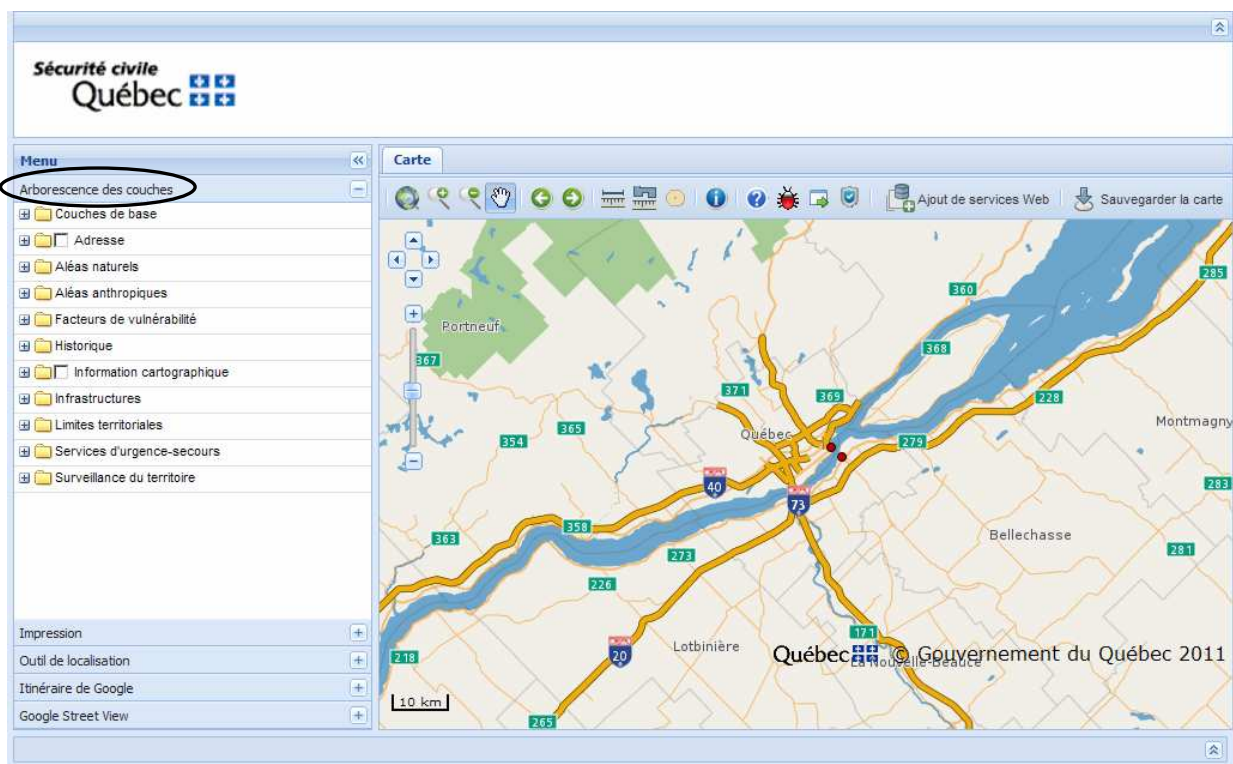 Sécurité civile
Québec
Menu
Arborescence des couches
Couches de base
Adresse
Aléas naturels
Aléas anthropiques
Facteurs de vulnérabilité
Historique
Information cartographique
Infrastructures
Limites territoriales
Services d'urgence-secours
Surveillance du territoire
Impression
Outil de localisation
Itinéraire de Google
Google Street View
Carte
Ajout de services Web
Sauvegarder la carte
285
360
Portneuf
368
367
371
369
228
Montmagny
365
Québec
354
279
40
283
73
358
363
Bellechasse
281
273
226
171
Lotbinière
218
20
Québec © Gouvernement du Québec 2011
La Nouvelle-Beauce
10 km
265